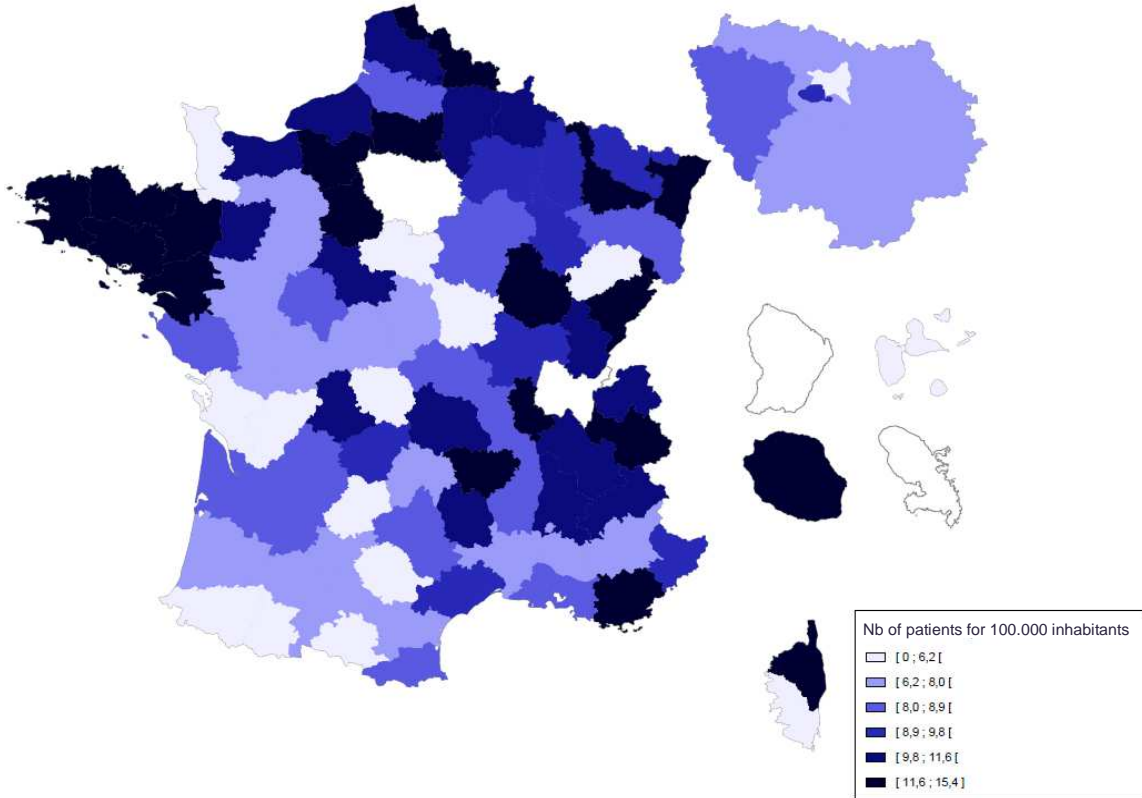 Nb of patients for 100.000 inhabitants
[ 0 ; 6,2 [
[ 6,2 ; 8,0 [
[ 8,0 ; 8,9 [
[ 8,9 ; 9,8 [
[ 9,8 ; 11,6 [
[ 11,6 ; 15,4 ]